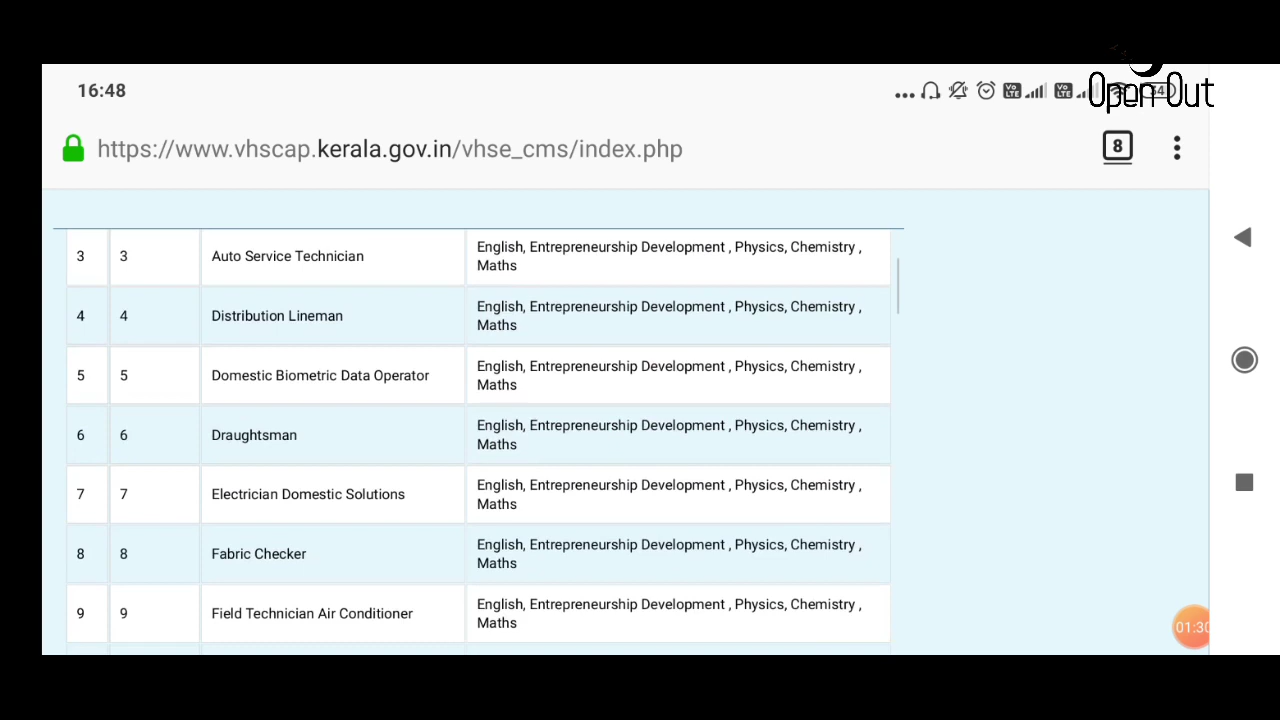 16:48
Open Out
https://www.vhscap.kerala.gov.in/vhse_cms/index.php
8
3 3 Auto Service Technician English, Entrepreneurship Development , Physics, Chemistry ,
Maths
4 4 Distribution Lineman English, Entrepreneurship Development , Physics, Chemistry ,
Maths
5 5 Domestic Biometric Data Operator English, Entrepreneurship Development , Physics, Chemistry ,
Maths
6 6 Draughtsman English, Entrepreneurship Development , Physics, Chemistry ,
Maths
7 7 Electrician Domestic Solutions English, Entrepreneurship Development , Physics, Chemistry ,
Maths
8 8 Fabric Checker English, Entrepreneurship Development , Physics, Chemistry ,
Maths
9 9 Field Technician Air Conditioner English, Entrepreneurship Development , Physics, Chemistry ,
Maths
01:30